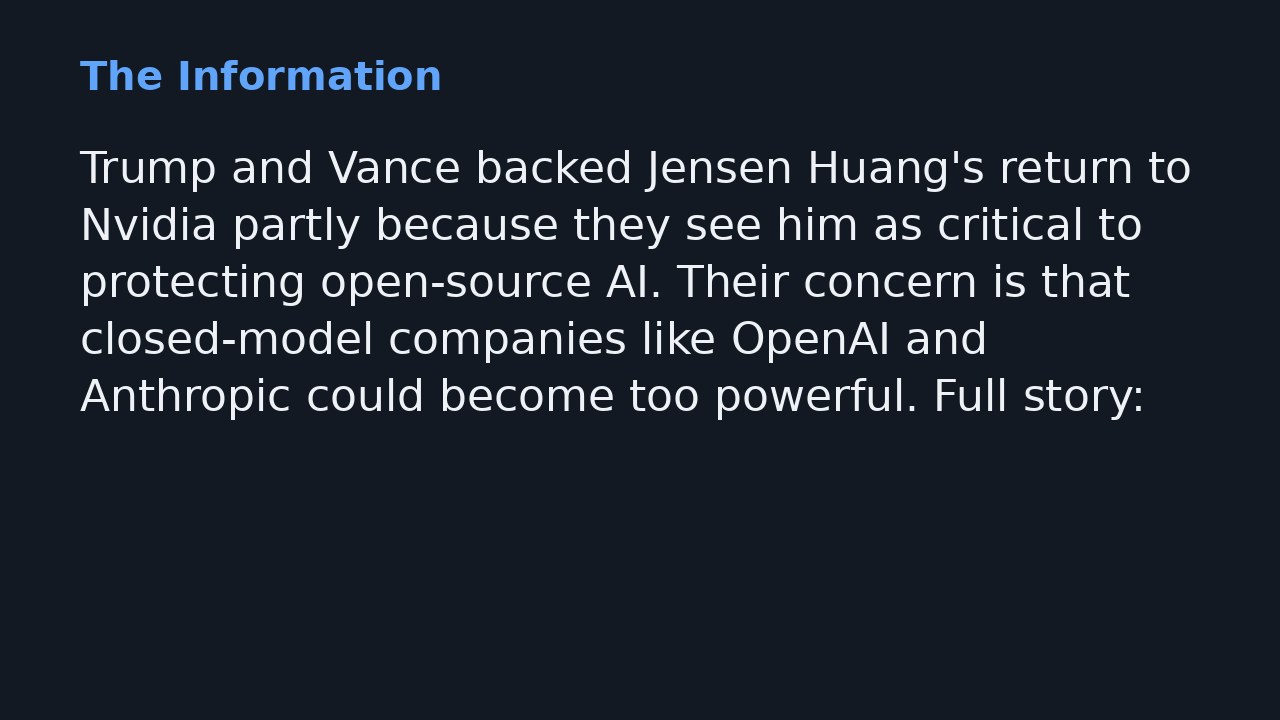 The Information
Trump and Vance backed Jensen Huang's return to
Nvidia partly because they see him as critical to
protecting open-source AI. Their concern is that
closed-model companies like OpenAI and
Anthropic could become too powerful. Full story: